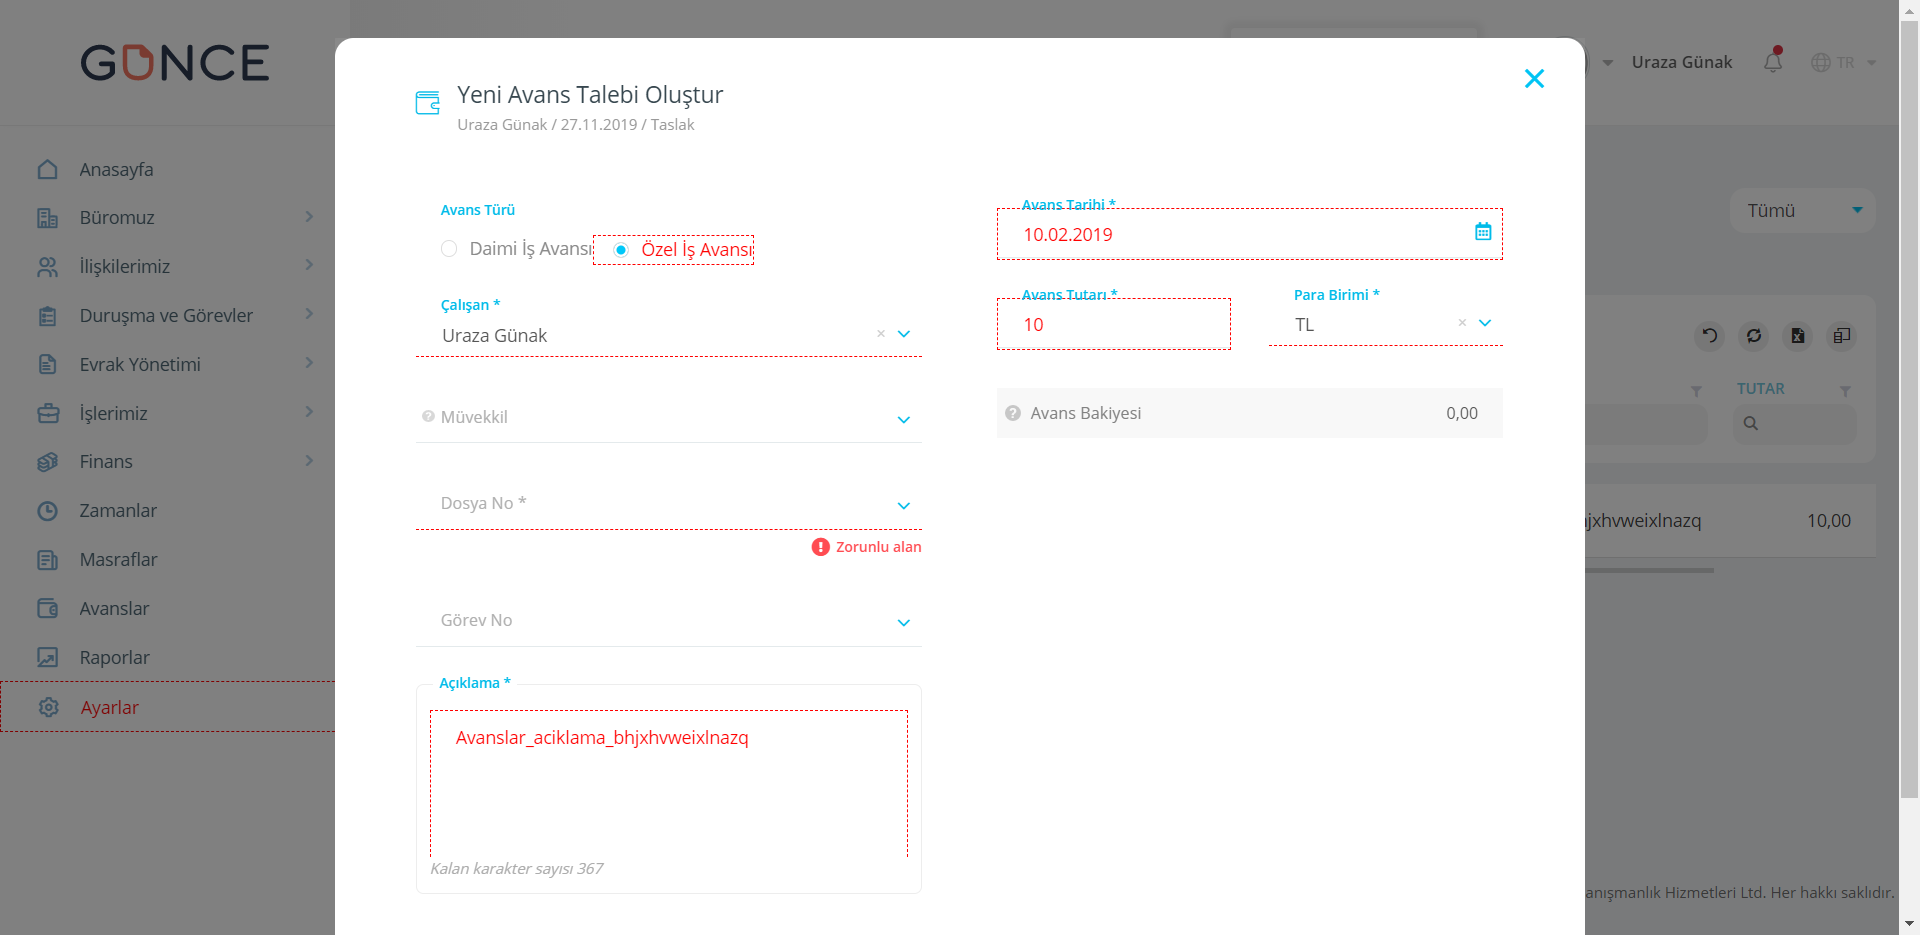 GÜNCE
Anasayfa
Büromuz
İlişkilerimiz
Duruşma ve Görevler
Evrak Yönetimi
İşlerimiz
Finans
Zamanlar
Masraflar
Avanslar
Raporlar
Ayarlar
Yeni Avans Talebi Oluştur
Uraza Günak / 27.11.2019 / Taslak
Avans Türü
Daimi İş Avansı
Özel İş Avansı
Çalışan *
Uraza Günak
Müvekkil
Dosya No *
Zorunlu alan
Görev No
Açıklama *
Avanslar_aciklama_bhjxhvweixlnazq
Kalan karakter sayısı 367
Avans Tarihi *
10.02.2019
Avans Tutarı *
10
Para Birimi *
TL
Avans Bakiyesi 0,00
Uraza Günak
TR
Tümü
TUTAR
jxhvweixlnazq 10,00
anışmanlık Hizmetleri Ltd. Her hakkı saklıdır.